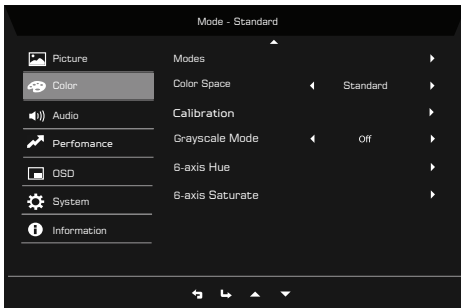 Mode - Standard
Picture
Color
Audio
Perfomance
OSD
System
Information
Modes
Color Space Standard
Calibration
Grayscale Mode Off
6-axis Hue
6-axis Saturate